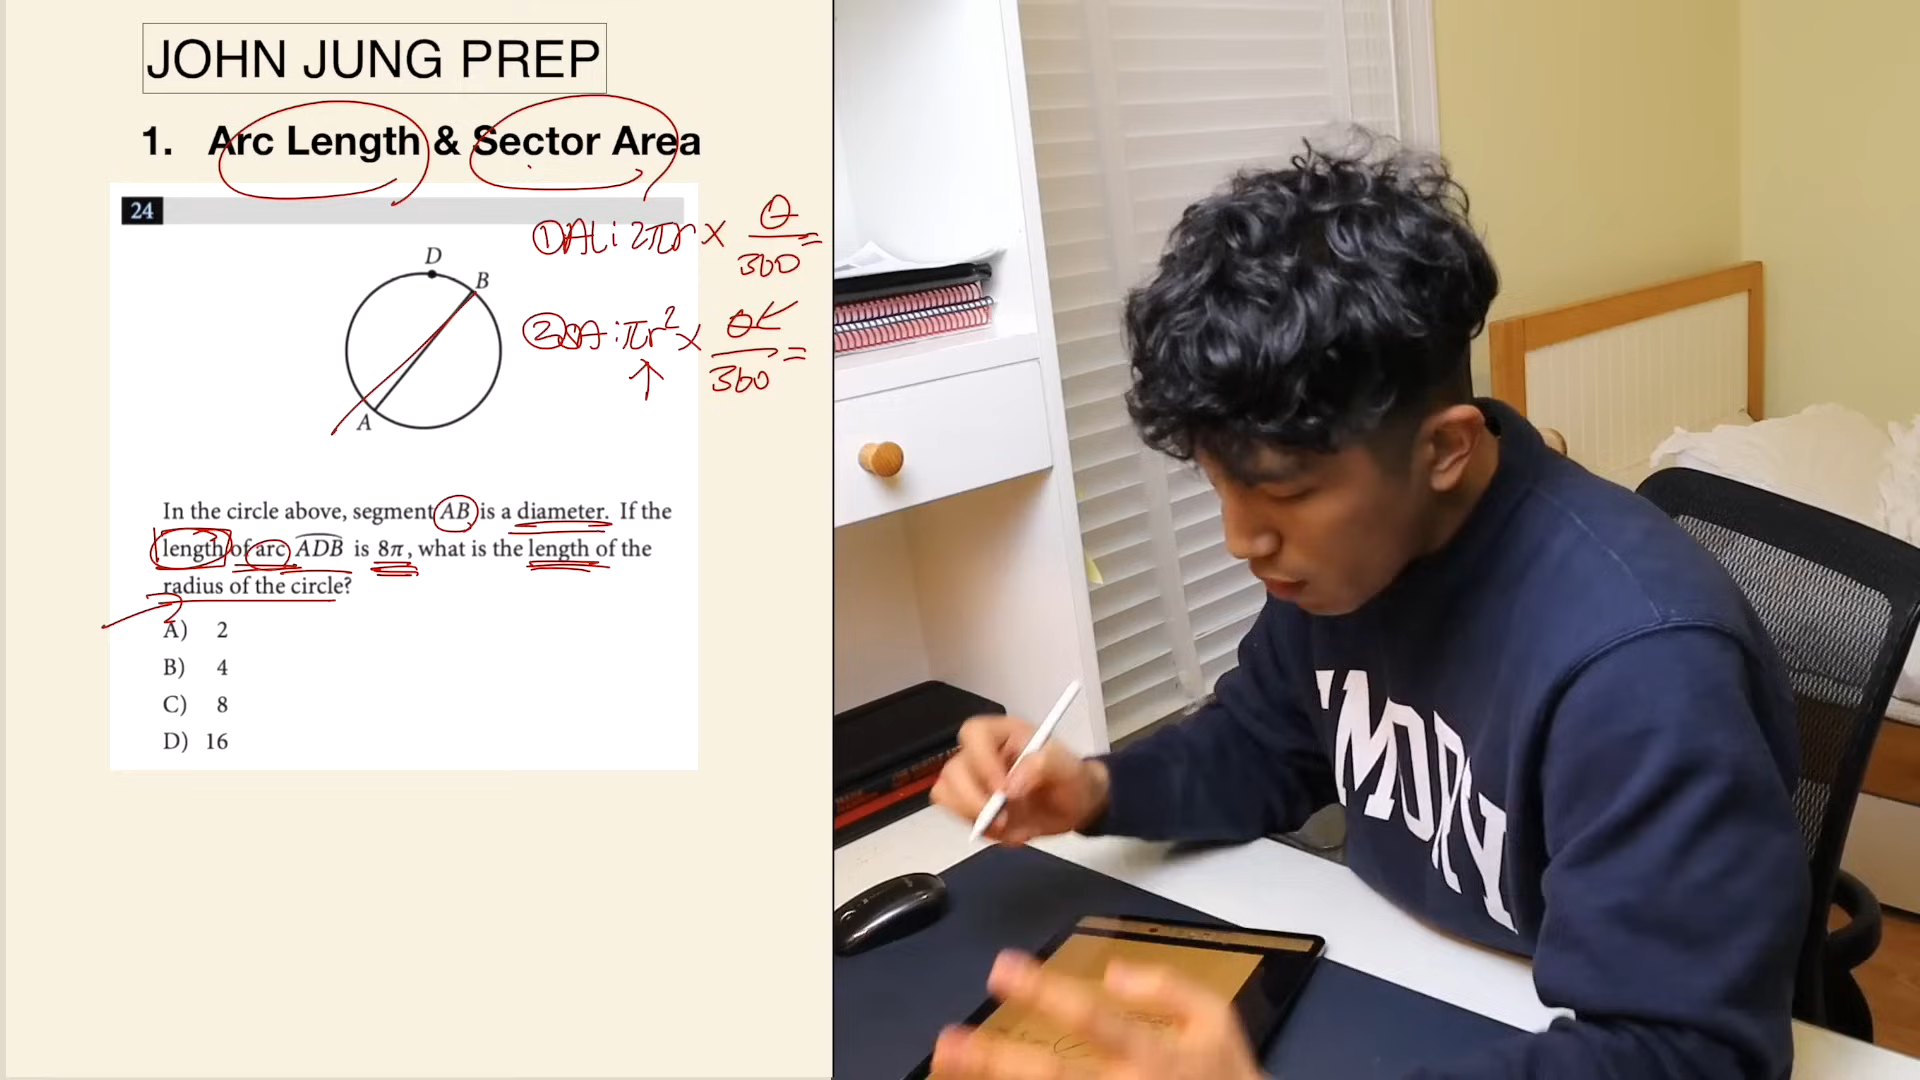 JOHN JUNG PREP
1. Arc Length & Sector Area
24
D
B
A
①AL: 2πr × θ/360 =
②SA: πr² × θ/360 =
In the circle above, segment AB is a diameter. If the
length of arc ADB is 8π, what is the length of the
radius of the circle?
A) 2
B) 4
C) 8
D) 16
EMORY